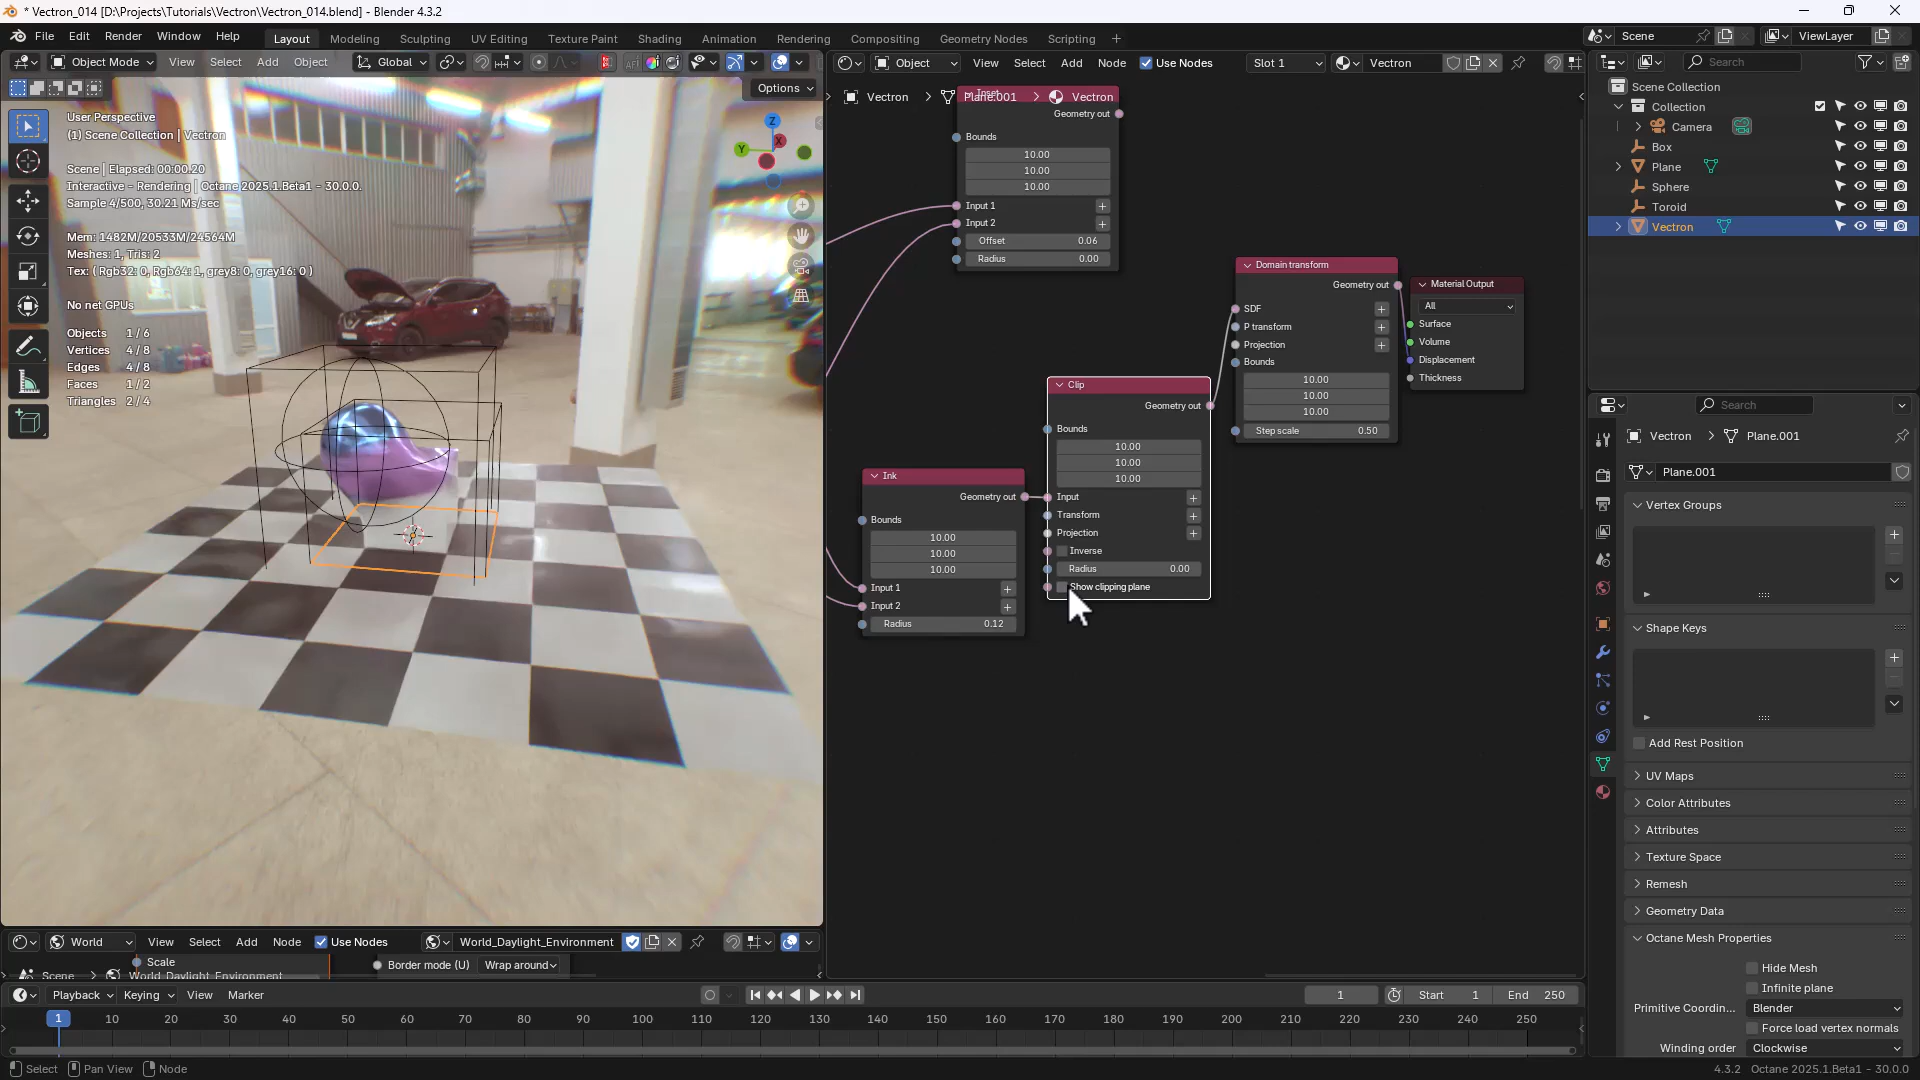 * Vectron_014 [D:\Projects\Tutorials\Vectron\Vectron_014.blend] - Blender 4.3.2
File Edit Render Window Help
Layout Modeling Sculpting UV Editing Texture Paint Shading Animation Rendering Compositing Geometry Nodes Scripting +
Scene
ViewLayer
Object Mode View Select Add Object Global
Options
User Perspective
(1) Scene Collection | Vectron
Scene | Elapsed: 00:00.20
Interactive - Rendering | Octane 2025.1.Beta1 - 30.0.0.
Sample 4/500, 30.21 Ms/sec
Mem: 1482M/20533M/24564M
Meshes: 1, Tris: 2
Tex: ( Rgb32: 0, Rgb64: 1, grey8: 0, grey16: 0 )
No net GPUs
Objects 1/6
Vertices 4/8
Edges 4/8
Faces 1/2
Triangles 2/4
Z
X
Y
Object View Select Add Node Use Nodes Slot 1 Vectron
Vectron > Plane.001 > Vectron
Geometry out
Bounds
10.00
10.00
10.00
Input 1
Input 2
Offset 0.06
Radius 0.00
Domain transform
Geometry out
SDF
P transform
Projection
Bounds
10.00
10.00
10.00
Step scale 0.50
Material Output
All
Surface
Volume
Displacement
Thickness
Clip
Geometry out
Bounds
10.00
10.00
10.00
Input
Transform
Projection
Inverse
Radius 0.00
Show clipping plane
Ink
Geometry out
Bounds
10.00
10.00
10.00
Input 1
Input 2
Radius 0.12
Search
Scene Collection
Collection
Camera
Box
Plane
Sphere
Toroid
Vectron
Search
Vectron > Plane.001
Plane.001
Vertex Groups
Shape Keys
Add Rest Position
UV Maps
Color Attributes
Attributes
Texture Space
Remesh
Geometry Data
Octane Mesh Properties
Hide Mesh
Infinite plane
Primitive Coordin... Blender
Force load vertex normals
Winding order Clockwise
World View Select Add Node Use Nodes World_Daylight_Environment
Scale
Border mode (U) Wrap around
Scene > World_Daylight_Environment
Playback Keying View Marker
1 Start 1 End 250
1 10 20 30 40 50 60 70 80 90 100 110 120 130 140 150 160 170 180 190 200 210 220 230 240 250
Select Pan View Node
4.3.2 Octane 2025.1.Beta1 - 30.0.0